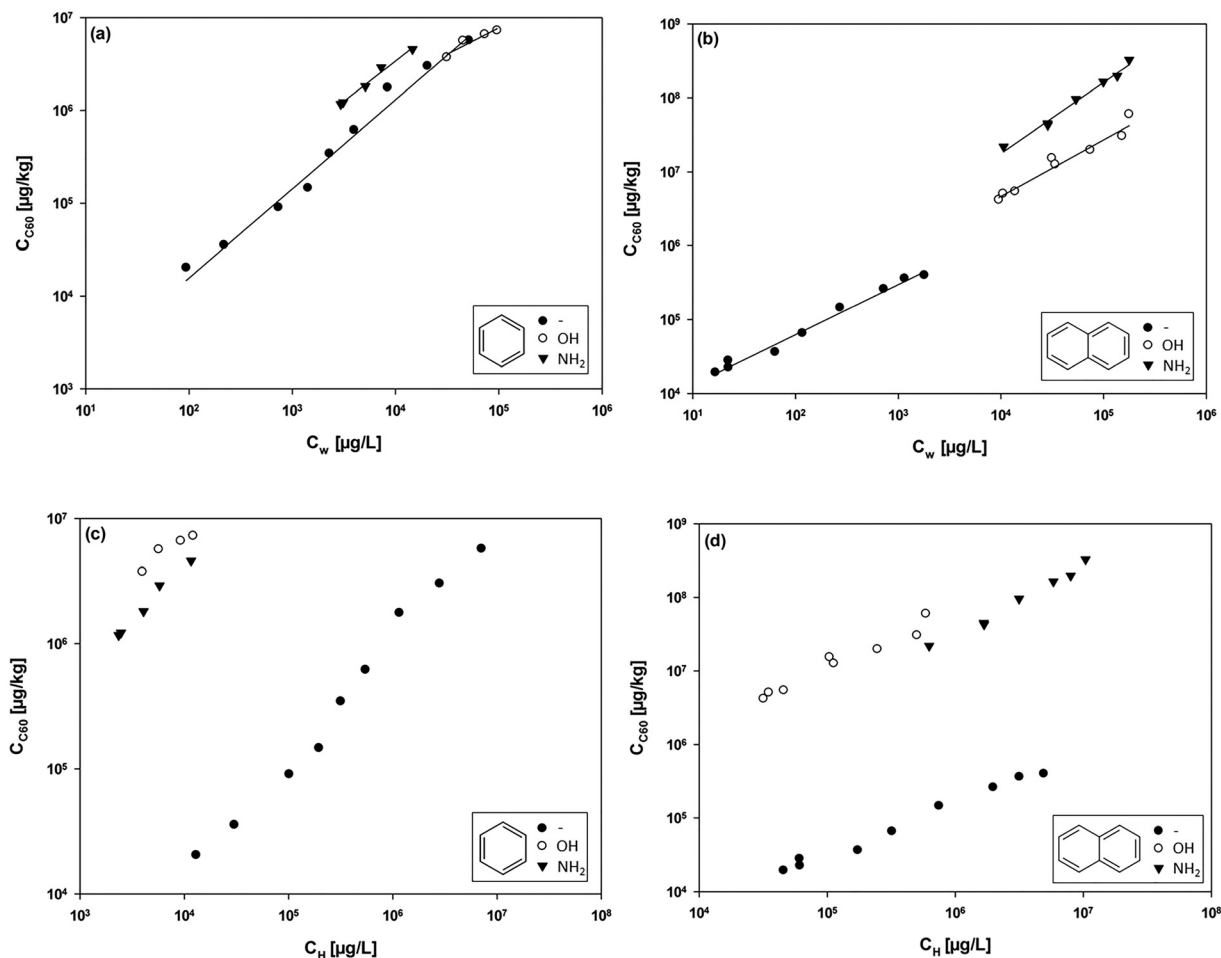 (a)
10⁷
10⁶
10⁵
10⁴
10³
C_C60 [µg/kg]
10¹ 10² 10³ 10⁴ 10⁵ 10⁶
C_w [µg/L]
-
OH
NH₂
(b)
10⁹
10⁸
10⁷
10⁶
10⁵
10⁴
C_C60 [µg/kg]
10¹ 10² 10³ 10⁴ 10⁵ 10⁶
C_w [µg/L]
-
OH
NH₂
(c)
10⁷
10⁶
10⁵
10⁴
C_C60 [µg/kg]
10³ 10⁴ 10⁵ 10⁶ 10⁷ 10⁸
C_H [µg/L]
-
OH
NH₂
(d)
10⁹
10⁸
10⁷
10⁶
10⁵
10⁴
C_C60 [µg/kg]
10⁴ 10⁵ 10⁶ 10⁷ 10⁸
C_H [µg/L]
-
OH
NH₂